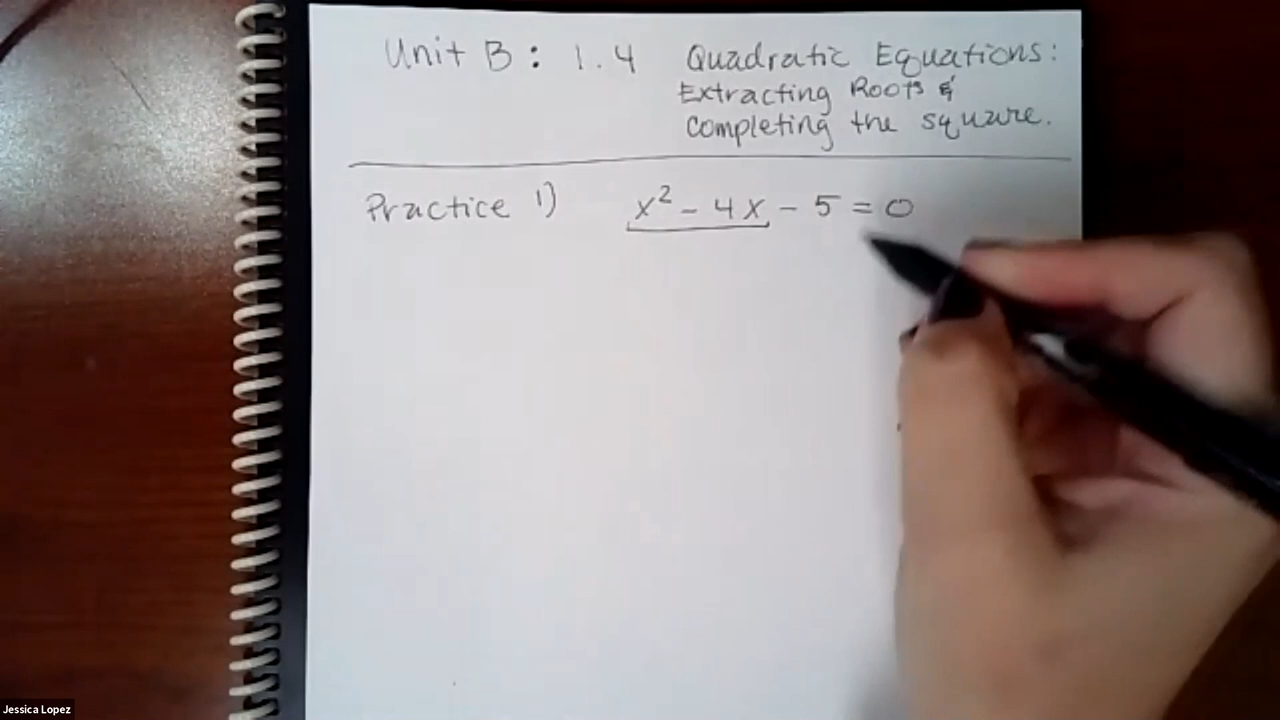 Unit B: 1.4 Quadratic Equations:
Extracting Roots &
Completing the square.
Practice 1) x² - 4x - 5 = 0
Jessica Lopez